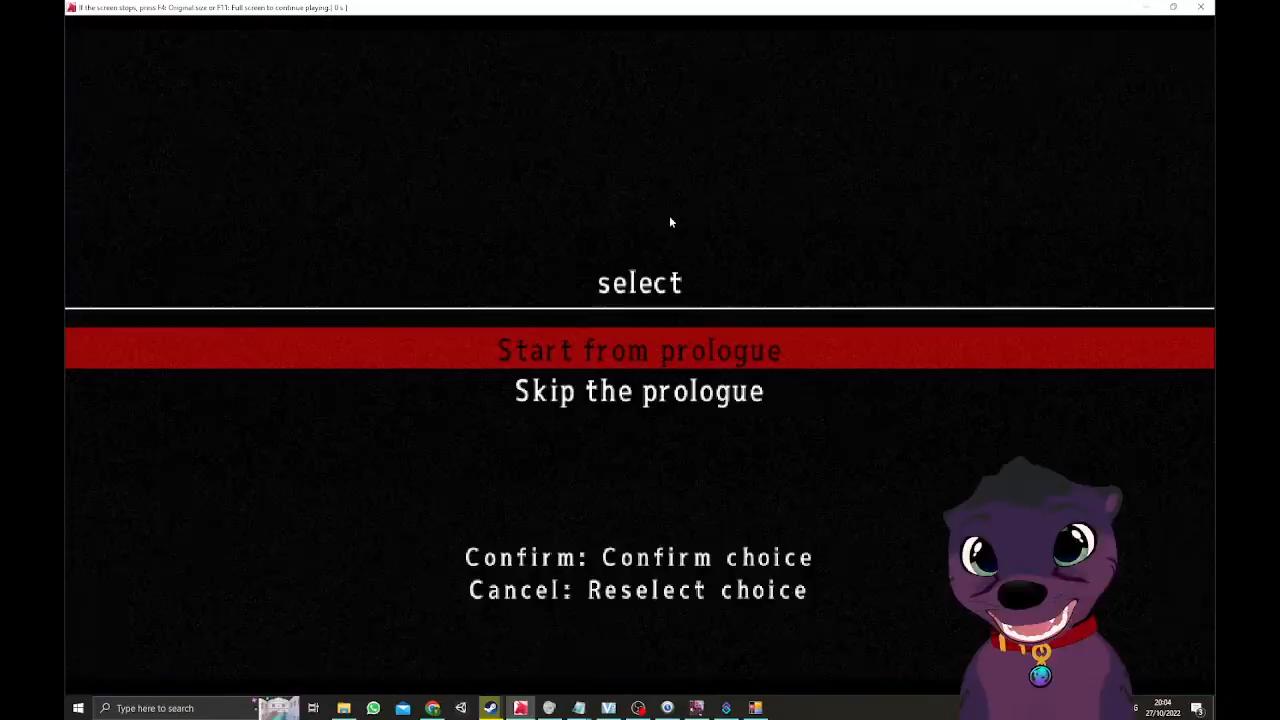 If the screen stops, press F4: Original size or F11: Full screen to continue playing.[ 0 s ]
select
Start from prologue
Skip the prologue
Confirm: Confirm choice
Cancel: Reselect choice
Type here to search
20:04
27/10/2022